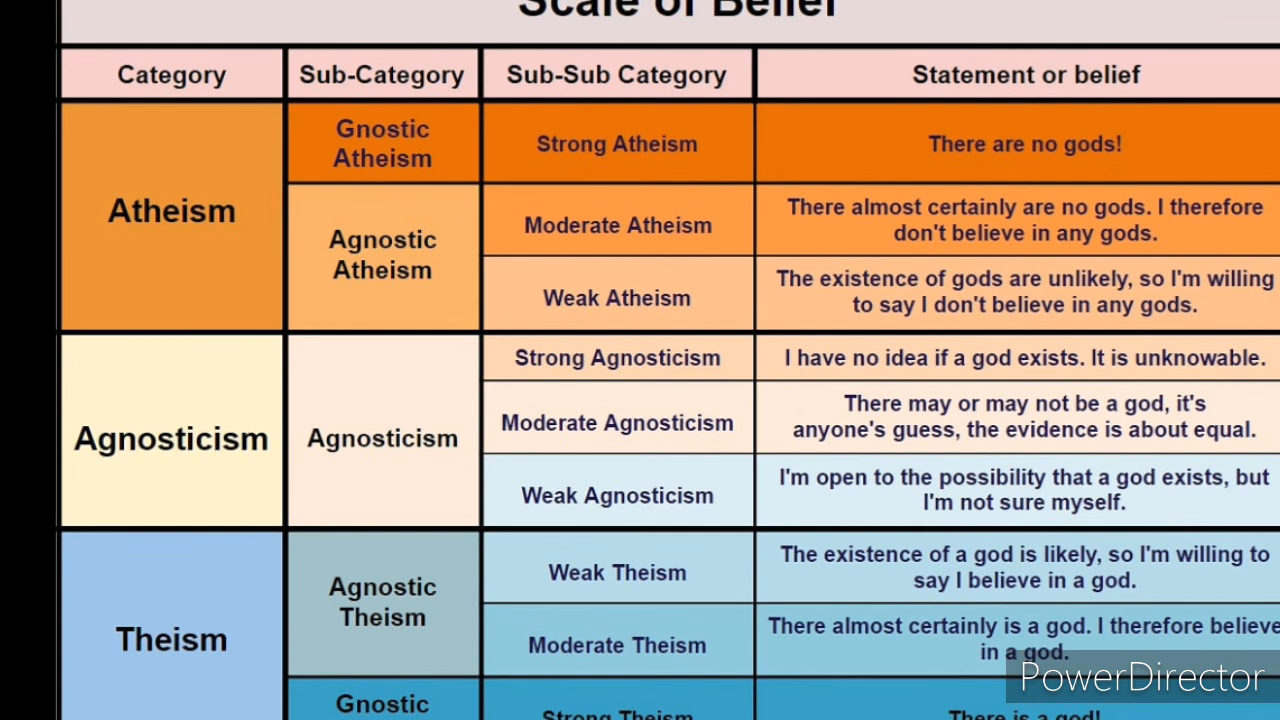 Scale of Belief
Category
Sub-Category
Sub-Sub Category
Statement or belief
Atheism
Gnostic
Atheism
Strong Atheism
There are no gods!
Agnostic
Atheism
Moderate Atheism
There almost certainly are no gods. I therefore
don't believe in any gods.
Weak Atheism
The existence of gods are unlikely, so I'm willing
to say I don't believe in any gods.
Agnosticism
Agnosticism
Strong Agnosticism
I have no idea if a god exists. It is unknowable.
Moderate Agnosticism
There may or may not be a god, it's
anyone's guess, the evidence is about equal.
Weak Agnosticism
I'm open to the possibility that a god exists, but
I'm not sure myself.
Theism
Agnostic
Theism
Weak Theism
The existence of a god is likely, so I'm willing to
say I believe in a god.
Moderate Theism
There almost certainly is a god. I therefore believe
in a god.
Gnostic
Strong Theism
There is a god!
PowerDirector